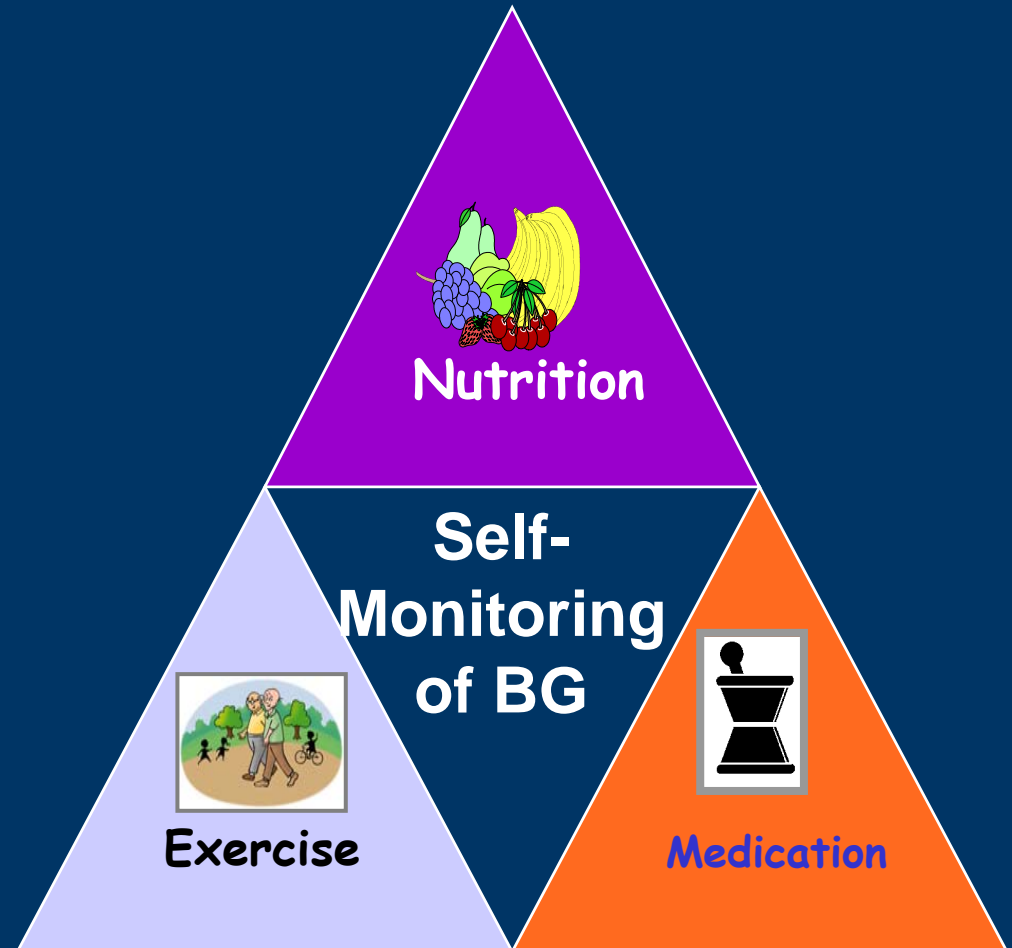 Nutrition
Self-
Monitoring
of BG
Exercise
Medication